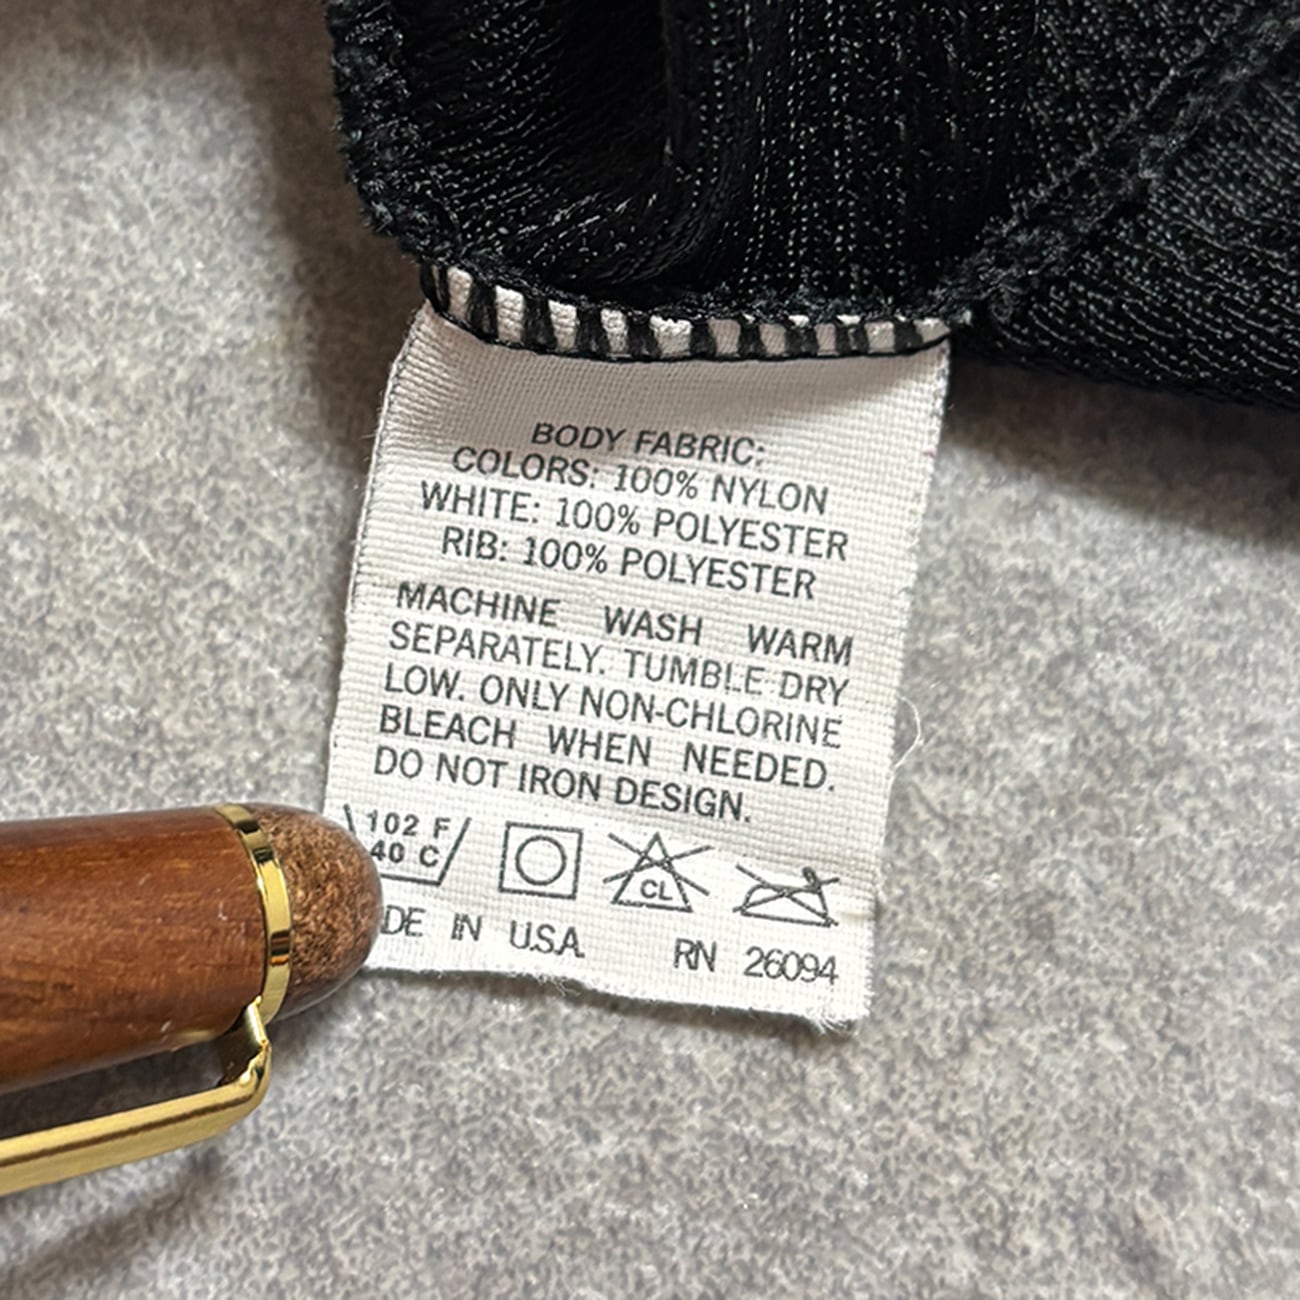 BODY FABRIC:
COLORS: 100% NYLON
WHITE: 100% POLYESTER
RIB: 100% POLYESTER
MACHINE WASH WARM
SEPARATELY. TUMBLE DRY
LOW. ONLY NON-CHLORINE
BLEACH WHEN NEEDED.
DO NOT IRON DESIGN.
102 F
40 C
CL
DE IN U.S.A. RN 26094